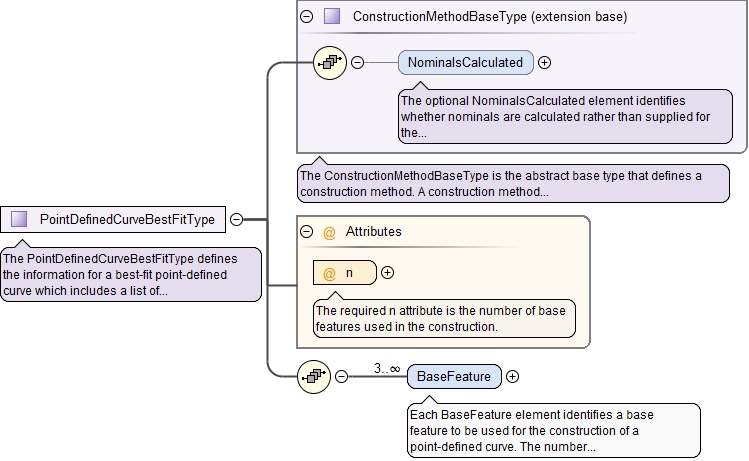 ConstructionMethodBaseType (extension base)
NominalsCalculated
The optional NominalsCalculated element identifies
whether nominals are calculated rather than supplied for
the...
The ConstructionMethodBaseType is the abstract base type that defines a
construction method. A construction method...
PointDefinedCurveBestFitType
The PointDefinedCurveBestFitType defines
the information for a best-fit point-defined
curve which includes a list of...
@ Attributes
@ n
The required n attribute is the number of base
features used in the construction.
3..∞
BaseFeature
Each BaseFeature element identifies a base
feature to be used for the construction of a
point-defined curve. The number...